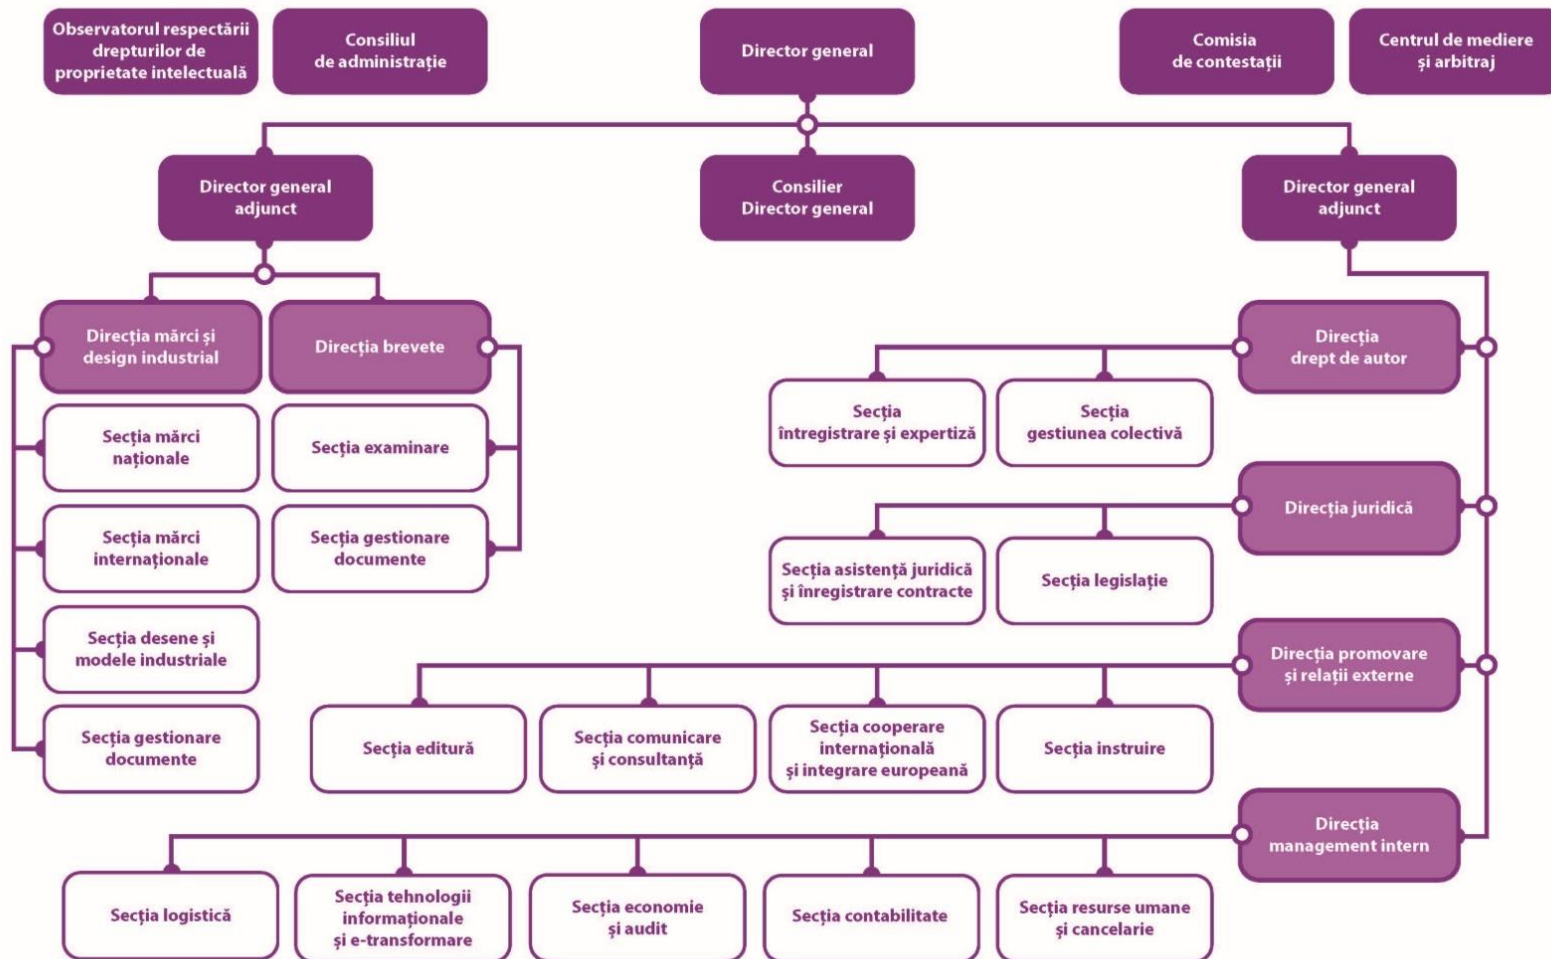 Observatorul respectării
drepturilor de
proprietate intelectuală
Consiliul
de administrație
Director general
Comisia
de contestații
Centrul de mediere
și arbitraj
Director general
adjunct
Consilier
Director general
Director general
adjunct
Direcția mărci și
design industrial
Direcția brevete
Direcția
drept de autor
Secția mărci
naționale
Secția examinare
Secția
întregistrare și expertiză
Secția
gestiunea colectivă
Secția mărci
internaționale
Secția gestionare
documente
Direcția juridică
Secția asistență juridică
și înregistrare contracte
Secția legislație
Secția desene și
modele industriale
Direcția promovare
și relații externe
Secția gestionare
documente
Secția editură
Secția comunicare
și consultanță
Secția cooperare
internațională
și integrare europeană
Secția instruire
Direcția
management intern
Secția logistică
Secția tehnologii
informaționale
și e-transformare
Secția economie
și audit
Secția contabilitate
Secția resurse umane
și cancelarie